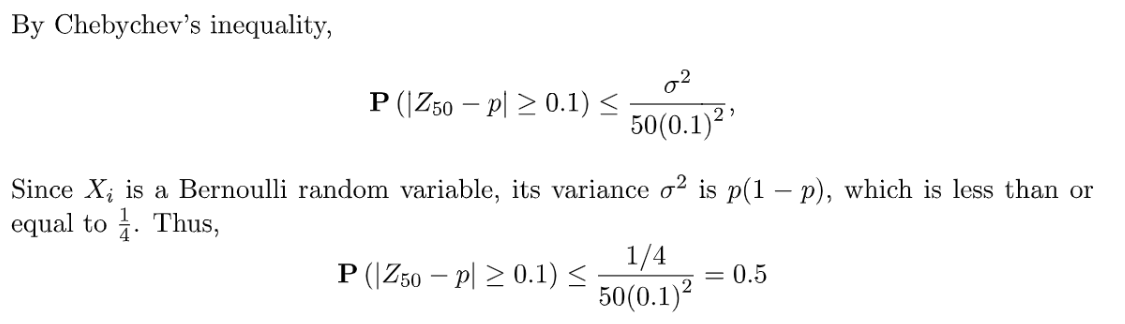 By Chebychev's inequality,
P (|Z₅₀ − p| ≥ 0.1) ≤ σ² / 50(0.1)²,
Since Xᵢ is a Bernoulli random variable, its variance σ² is p(1 − p), which is less than or
equal to 1/4. Thus,
P (|Z₅₀ − p| ≥ 0.1) ≤ 1/4 / 50(0.1)² = 0.5